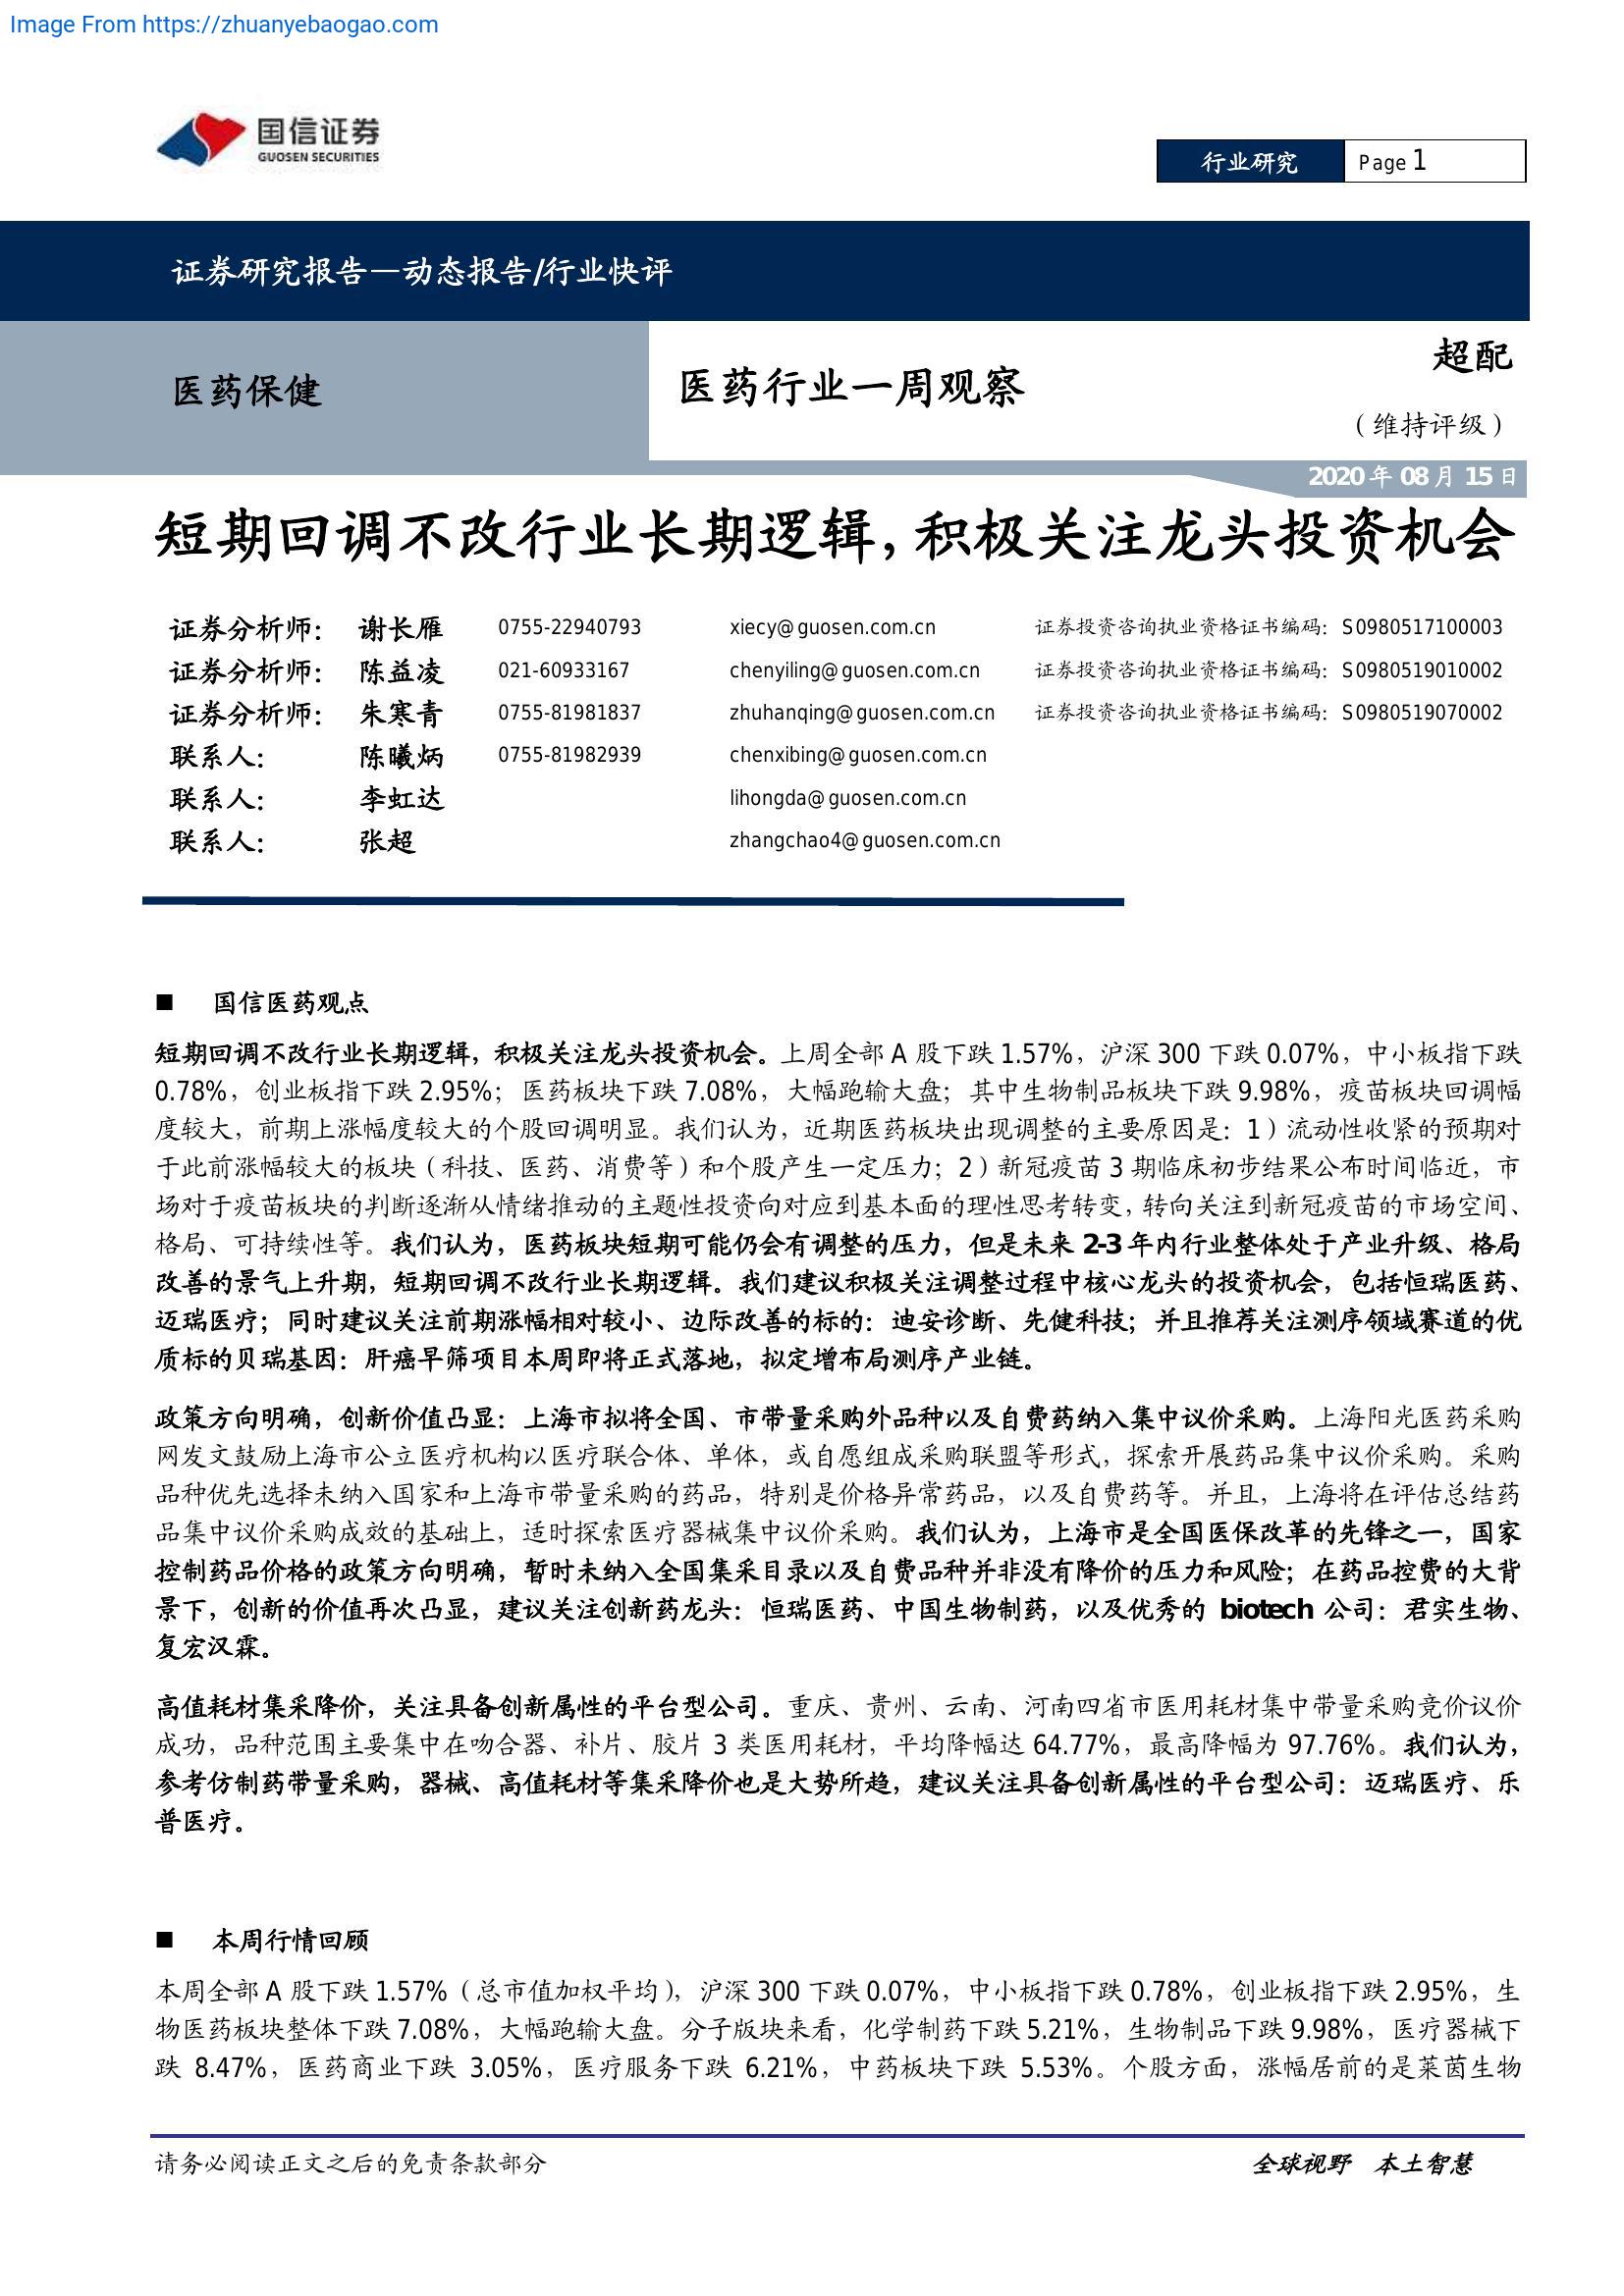 Image From https://zhuanyebaogao.com
国信证券
GUOSEN SECURITIES
行业研究 Page 1
证券研究报告—动态报告/行业快评
医药保健
医药行业一周观察
超配
（维持评级）
2020 年 08 月 15 日
短期回调不改行业长期逻辑，积极关注龙头投资机会
证券分析师： 谢长雁 0755-22940793 xiecy@guosen.com.cn 证券投资咨询执业资格证书编码：S0980517100003
证券分析师： 陈益凌 021-60933167 chenyiling@guosen.com.cn 证券投资咨询执业资格证书编码：S0980519010002
证券分析师： 朱寒青 0755-81981837 zhuhanqing@guosen.com.cn 证券投资咨询执业资格证书编码：S0980519070002
联系人： 陈曦炳 0755-81982939 chenxibing@guosen.com.cn
联系人： 李虹达 lihongda@guosen.com.cn
联系人： 张超 zhangchao4@guosen.com.cn
■ 国信医药观点
短期回调不改行业长期逻辑，积极关注龙头投资机会。上周全部 A 股下跌 1.57%，沪深 300 下跌 0.07%，中小板指下跌
0.78%，创业板指下跌 2.95%；医药板块下跌 7.08%，大幅跑输大盘；其中生物制品板块下跌 9.98%，疫苗板块回调幅
度较大，前期上涨幅度较大的个股回调明显。我们认为，近期医药板块出现调整的主要原因是：1）流动性收紧的预期对
于此前涨幅较大的板块（科技、医药、消费等）和个股产生一定压力；2）新冠疫苗 3 期临床初步结果公布时间临近，市
场对于疫苗板块的判断逐渐从情绪推动的主题性投资向对应到基本面的理性思考转变，转向关注到新冠疫苗的市场空间、
格局、可持续性等。我们认为，医药板块短期可能仍会有调整的压力，但是未来 2-3 年内行业整体处于产业升级、格局
改善的景气上升期，短期回调不改行业长期逻辑。我们建议积极关注调整过程中核心龙头的投资机会，包括恒瑞医药、
迈瑞医疗；同时建议关注前期涨幅相对较小、边际改善的标的：迪安诊断、先健科技；并且推荐关注测序领域赛道的优
质标的贝瑞基因：肝癌早筛项目本周即将正式落地，拟定增布局测序产业链。
政策方向明确，创新价值凸显：上海市拟将全国、市带量采购外品种以及自费药纳入集中议价采购。上海阳光医药采购
网发文鼓励上海市公立医疗机构以医疗联合体、单体，或自愿组成采购联盟等形式，探索开展药品集中议价采购。采购
品种优先选择未纳入国家和上海市带量采购的药品，特别是价格异常药品，以及自费药等。并且，上海将在评估总结药
品集中议价采购成效的基础上，适时探索医疗器械集中议价采购。我们认为，上海市是全国医保改革的先锋之一，国家
控制药品价格的政策方向明确，暂时未纳入全国集采目录以及自费品种并非没有降价的压力和风险；在药品控费的大背
景下，创新的价值再次凸显，建议关注创新药龙头：恒瑞医药、中国生物制药，以及优秀的 biotech 公司：君实生物、
复宏汉霖。
高值耗材集采降价，关注具备创新属性的平台型公司。重庆、贵州、云南、河南四省市医用耗材集中带量采购竞价议价
成功，品种范围主要集中在吻合器、补片、胶片 3 类医用耗材，平均降幅达 64.77%，最高降幅为 97.76%。我们认为，
参考仿制药带量采购，器械、高值耗材等集采降价也是大势所趋，建议关注具备创新属性的平台型公司：迈瑞医疗、乐
普医疗。
■ 本周行情回顾
本周全部 A 股下跌 1.57%（总市值加权平均），沪深 300 下跌 0.07%，中小板指下跌 0.78%，创业板指下跌 2.95%，生
物医药板块整体下跌 7.08%，大幅跑输大盘。分子版块来看，化学制药下跌 5.21%，生物制品下跌 9.98%，医疗器械下
跌 8.47%，医药商业下跌 3.05%，医疗服务下跌 6.21%，中药板块下跌 5.53%。个股方面，涨幅居前的是莱茵生物
请务必阅读正文之后的免责条款部分 全球视野 本土智慧